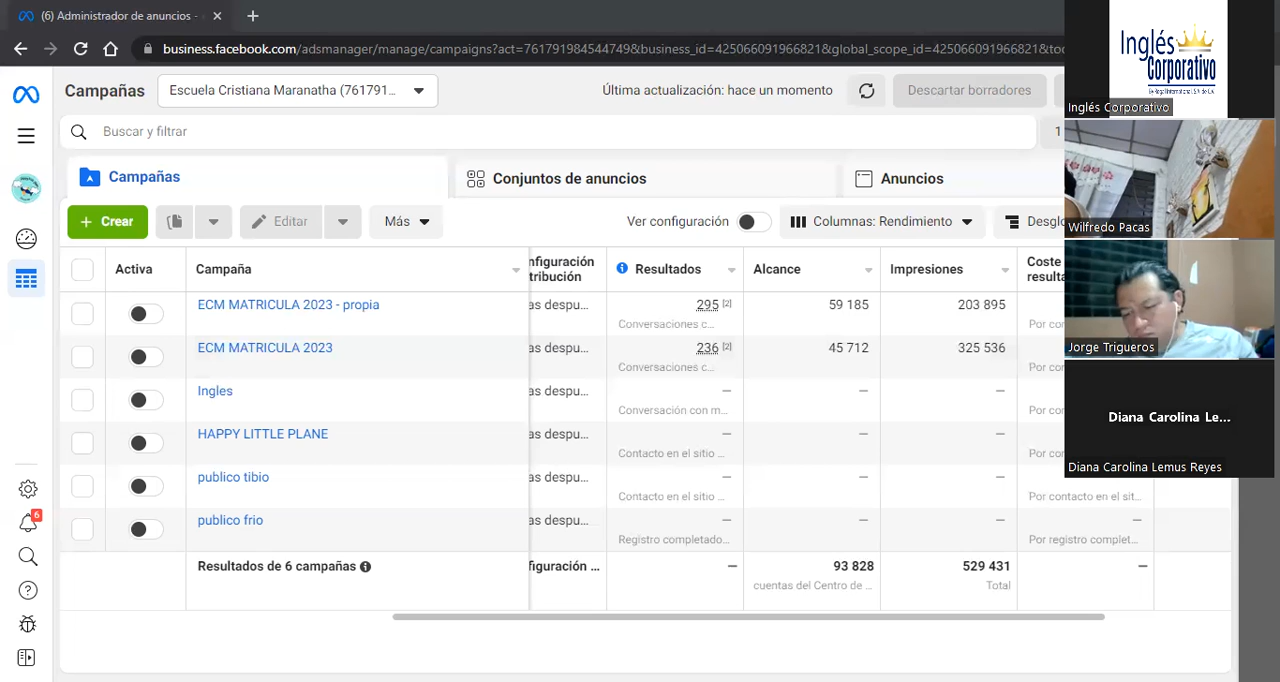 (6) Administrador de anuncios -
business.facebook.com/adsmanager/manage/campaigns?act=761791984544749&business_id=425066091966821&global_scope_id=425066091966821&too
Campañas
Escuela Cristiana Maranatha (761791...
Última actualización: hace un momento
Descartar borradores
Buscar y filtrar
1
Campañas
Conjuntos de anuncios
Anuncios
+ Crear
Editar
Más
Ver configuración
Columnas: Rendimiento
Desglo
Activa
Campaña
nfiguración
tribución
Resultados
Alcance
Impresiones
Coste
resulta
ECM MATRICULA 2023 - propia
as despu...
295 [2]
Conversaciones c...
59 185
203 895
Por con
ECM MATRICULA 2023
as despu...
236 [2]
Conversaciones c...
45 712
325 536
Por con
Ingles
as despu...
—
Conversación con m...
—
—
Por con
HAPPY LITTLE PLANE
as despu...
—
Contacto en el sitio ...
—
—
Por con
publico tibio
as despu...
—
Contacto en el sitio ...
—
—
Por contacto en el sit...
publico frio
as despu...
—
Registro completado...
—
—
—
Por registro complet...
Resultados de 6 campañas
figuración ...
—
93 828
cuentas del Centro de ...
529 431
Total
—
6
Inglés
Corporativo
Inglés Corporativo
Wilfredo Pacas
Jorge Trigueros
Diana Carolina Le...
Diana Carolina Lemus Reyes